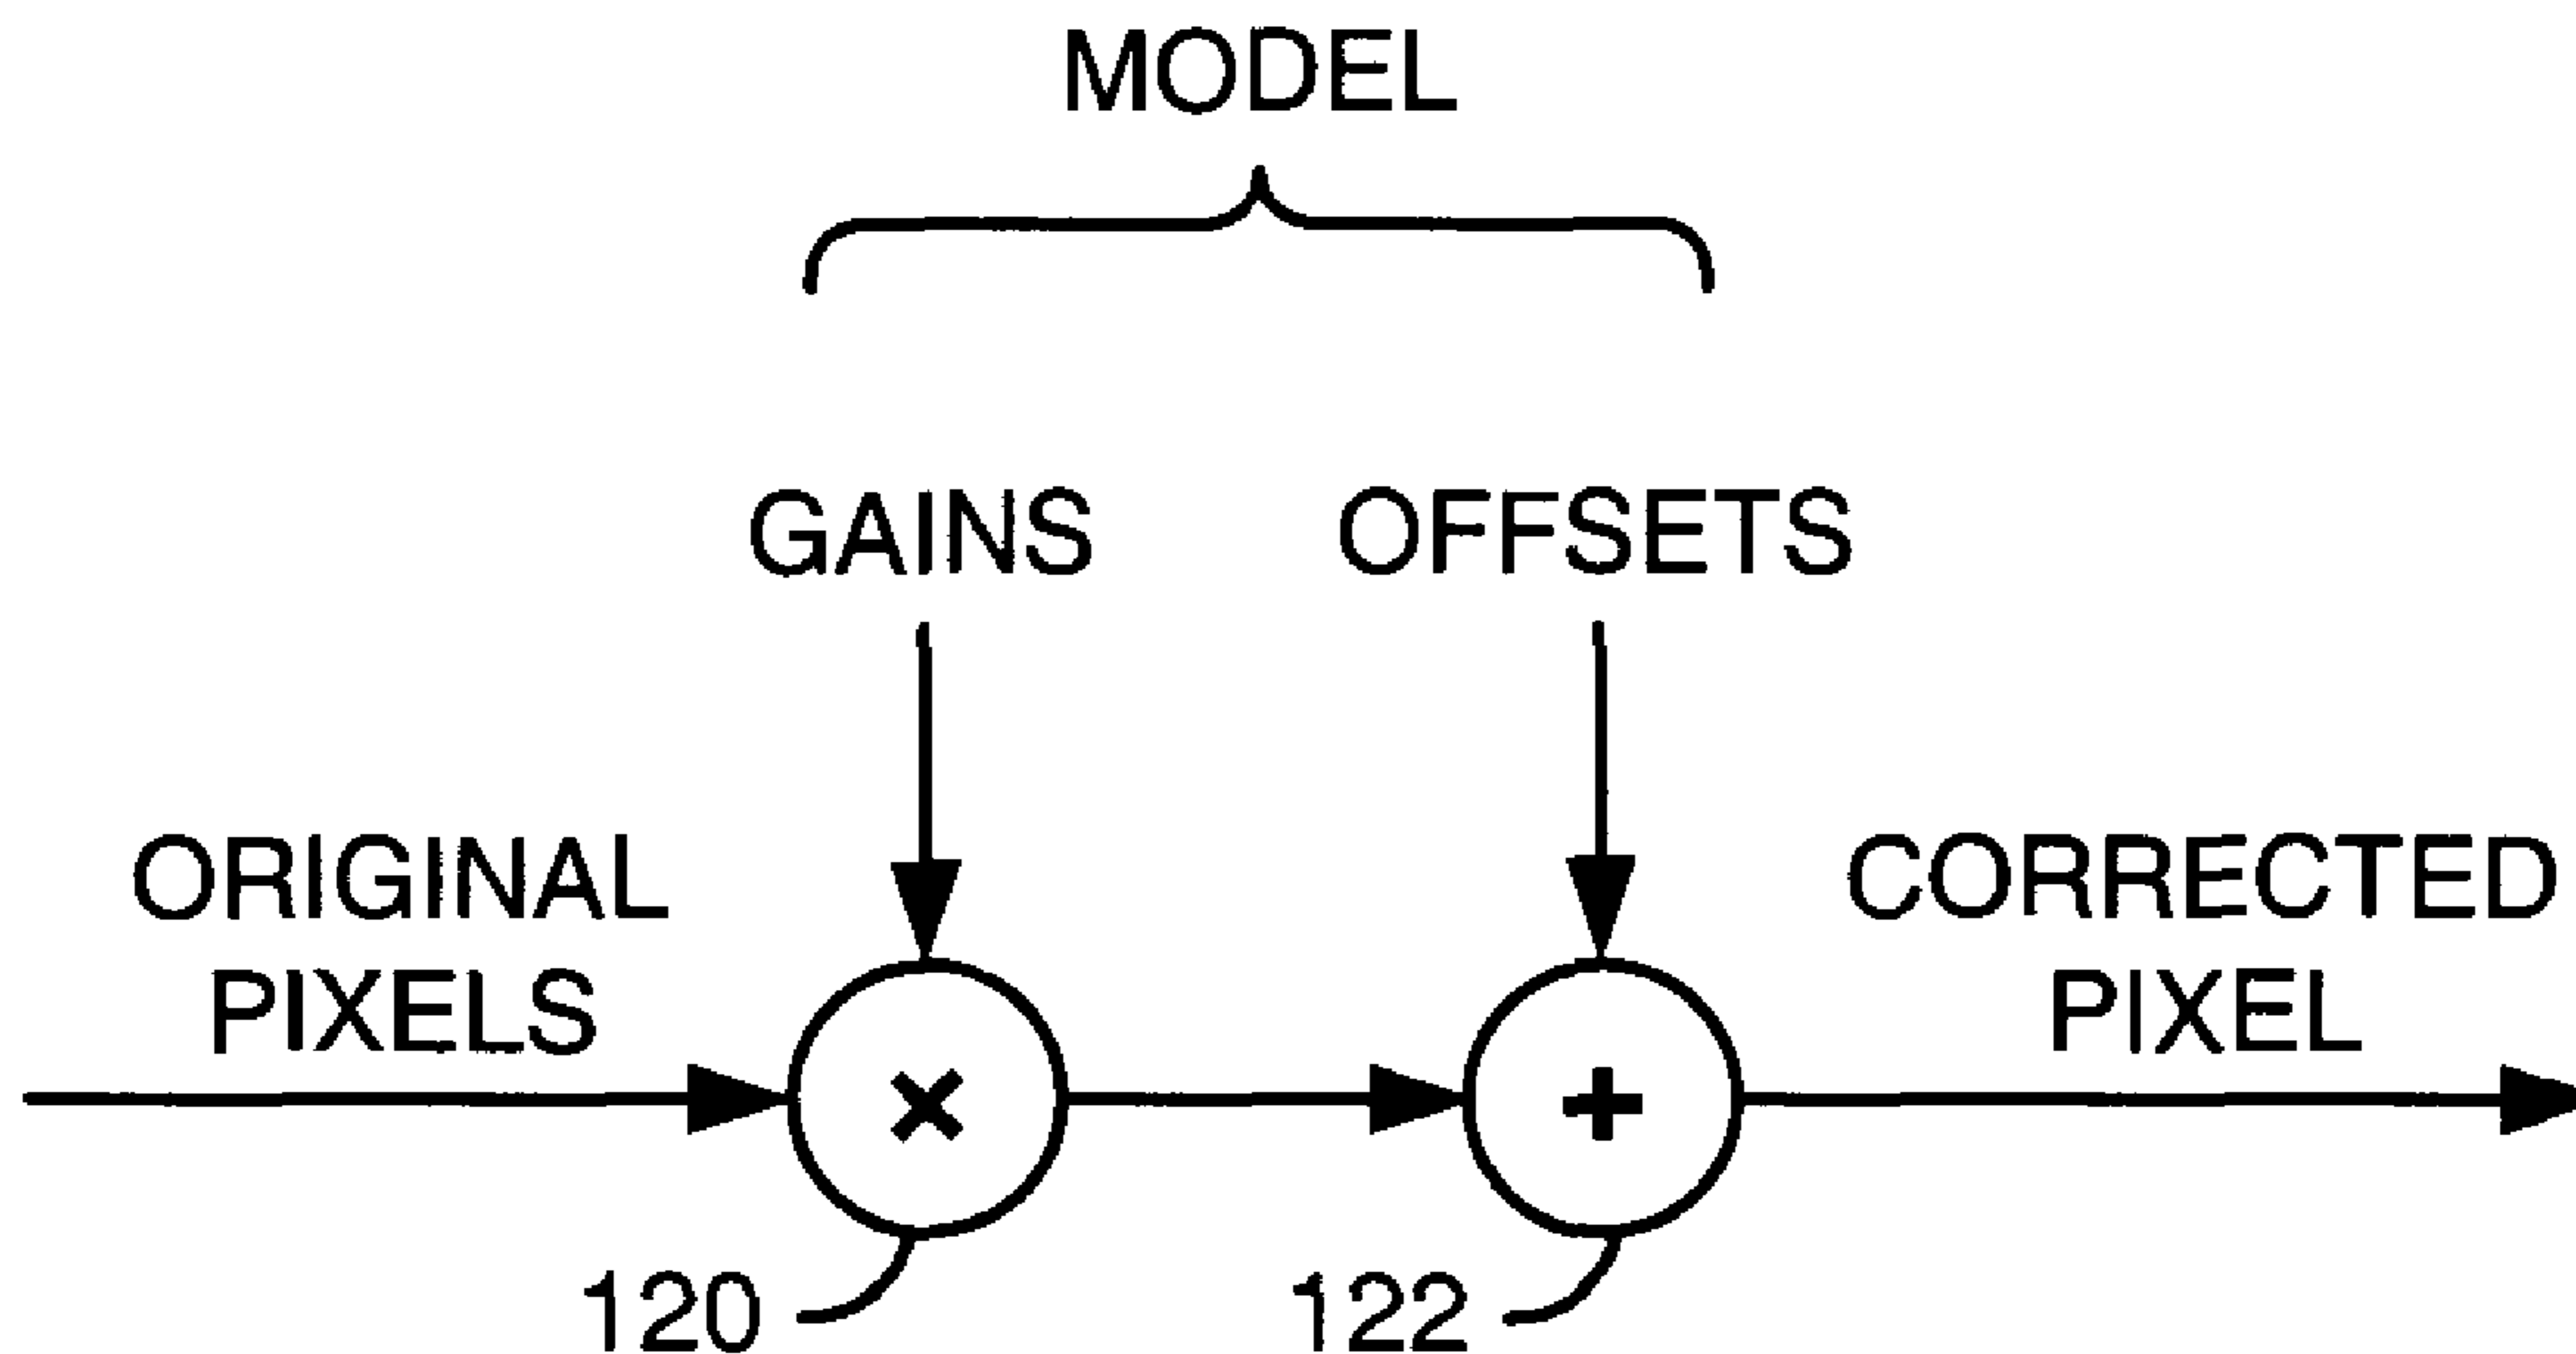 MODEL
GAINS
OFFSETS
ORIGINAL
PIXELS
CORRECTED
PIXEL
×
+
120
122